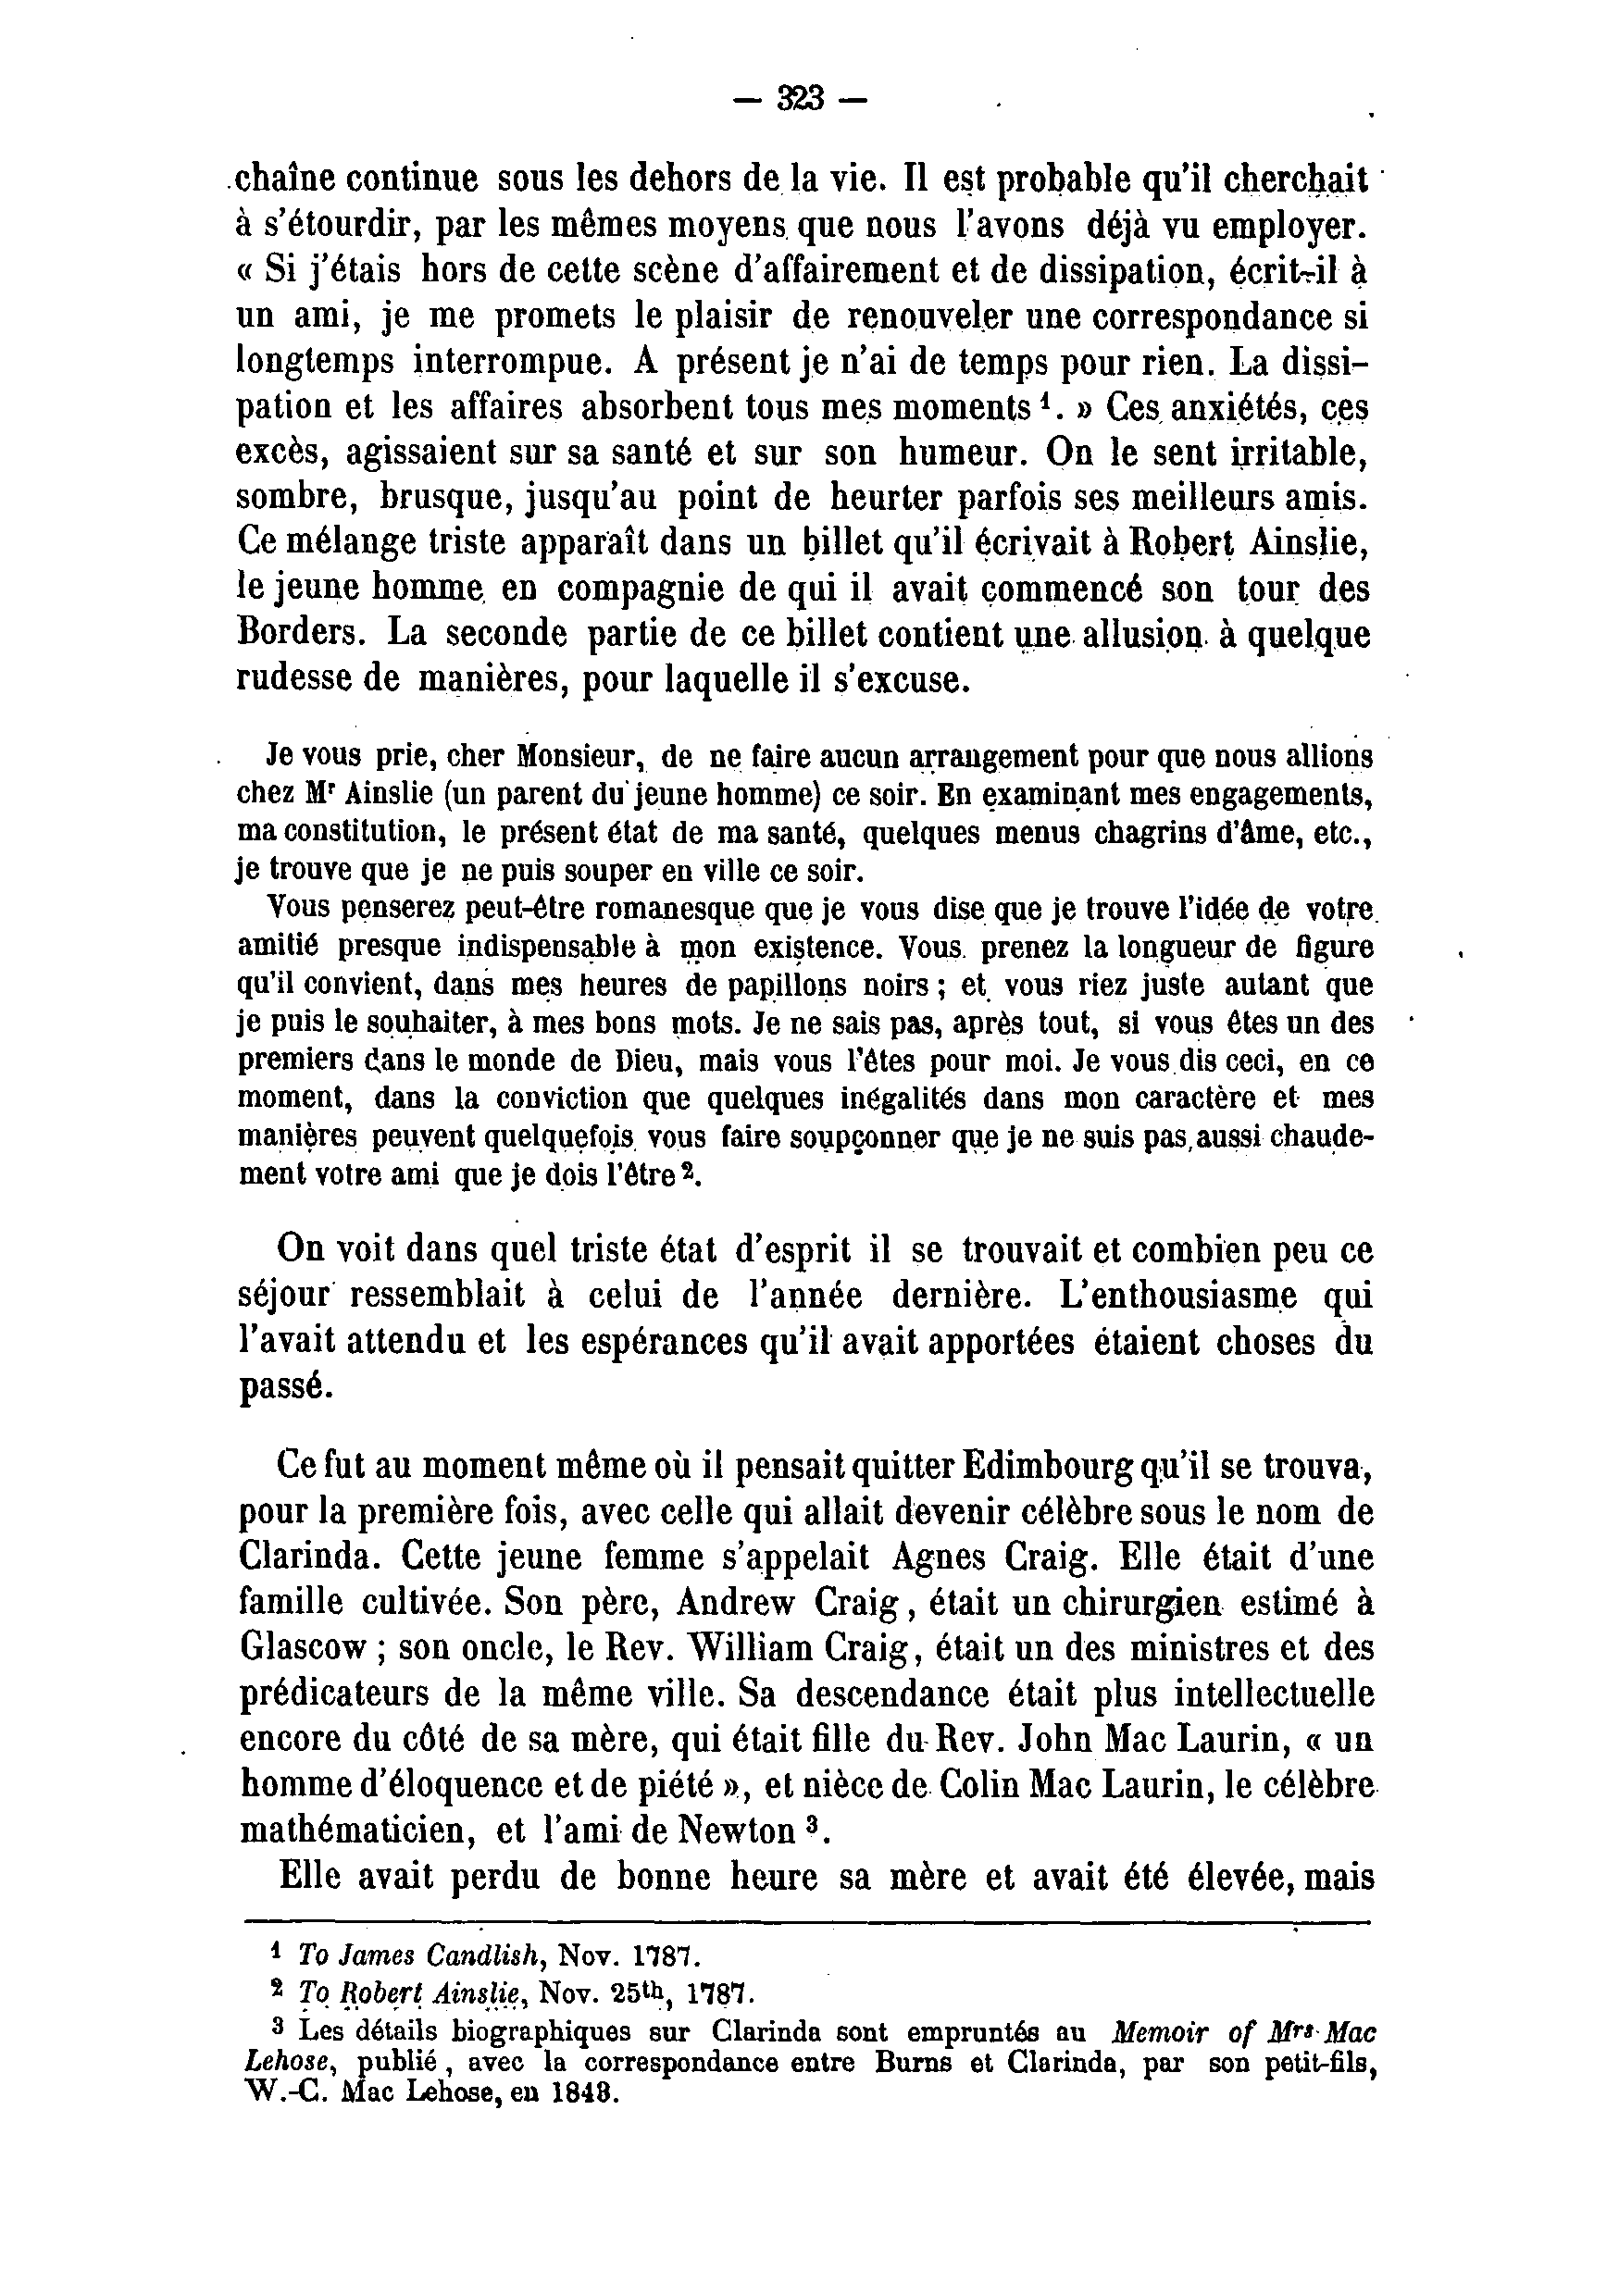 — 323 —
chaîne continue sous les dehors de la vie. Il est probable qu'il cherchait
à s'étourdir, par les mêmes moyens que nous l'avons déjà vu employer.
« Si j'étais hors de cette scène d'affairement et de dissipation, écrit-il à
un ami, je me promets le plaisir de renouveler une correspondance si
longtemps interrompue. A présent je n'ai de temps pour rien. La dissi-
pation et les affaires absorbent tous mes moments ¹. » Ces anxiétés, ces
excès, agissaient sur sa santé et sur son humeur. On le sent irritable,
sombre, brusque, jusqu'au point de heurter parfois ses meilleurs amis.
Ce mélange triste apparaît dans un billet qu'il écrivait à Robert Ainslie,
le jeune homme en compagnie de qui il avait commencé son tour des
Borders. La seconde partie de ce billet contient une allusion à quelque
rudesse de manières, pour laquelle il s'excuse.
Je vous prie, cher Monsieur, de ne faire aucun arrangement pour que nous allions
chez Mʳ Ainslie (un parent du jeune homme) ce soir. En examinant mes engagements,
ma constitution, le présent état de ma santé, quelques menus chagrins d'âme, etc.,
je trouve que je ne puis souper en ville ce soir.
Vous penserez peut-être romanesque que je vous dise que je trouve l'idée de votre
amitié presque indispensable à mon existence. Vous prenez la longueur de figure
qu'il convient, dans mes heures de papillons noirs ; et vous riez juste autant que
je puis le souhaiter, à mes bons mots. Je ne sais pas, après tout, si vous êtes un des
premiers dans le monde de Dieu, mais vous l'êtes pour moi. Je vous dis ceci, en ce
moment, dans la conviction que quelques inégalités dans mon caractère et mes
manières peuvent quelquefois vous faire soupçonner que je ne suis pas aussi chaude-
ment votre ami que je dois l'être ².
On voit dans quel triste état d'esprit il se trouvait et combien peu ce
séjour ressemblait à celui de l'année dernière. L'enthousiasme qui
l'avait attendu et les espérances qu'il avait apportées étaient choses du
passé.
Ce fut au moment même où il pensait quitter Edimbourg qu'il se trouva,
pour la première fois, avec celle qui allait devenir célèbre sous le nom de
Clarinda. Cette jeune femme s'appelait Agnes Craig. Elle était d'une
famille cultivée. Son père, Andrew Craig, était un chirurgien estimé à
Glascow ; son oncle, le Rev. William Craig, était un des ministres et des
prédicateurs de la même ville. Sa descendance était plus intellectuelle
encore du côté de sa mère, qui était fille du Rev. John Mac Laurin, « un
homme d'éloquence et de piété », et nièce de Colin Mac Laurin, le célèbre
mathématicien, et l'ami de Newton ³.
Elle avait perdu de bonne heure sa mère et avait été élevée, mais
¹ To James Candlish, Nov. 1787.
² To Robert Ainslie, Nov. 25th, 1787.
³ Les détails biographiques sur Clarinda sont empruntés au Memoir of Mrs Mac
Lehose, publié, avec la correspondance entre Burns et Clarinda, par son petit-fils,
W.-C. Mac Lehose, en 1843.